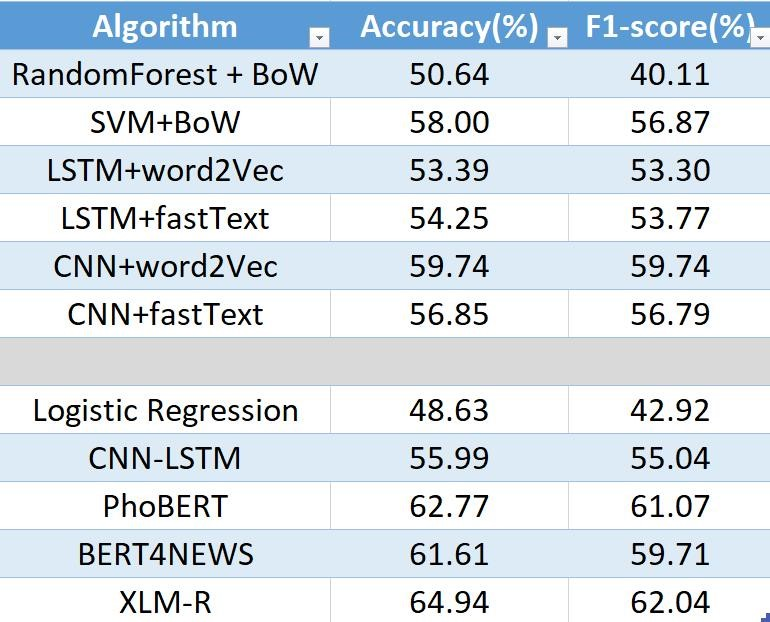 Algorithm Accuracy(%) F1-score(%)
RandomForest + BoW 50.64 40.11
SVM+BoW 58.00 56.87
LSTM+word2Vec 53.39 53.30
LSTM+fastText 54.25 53.77
CNN+word2Vec 59.74 59.74
CNN+fastText 56.85 56.79
Logistic Regression 48.63 42.92
CNN-LSTM 55.99 55.04
PhoBERT 62.77 61.07
BERT4NEWS 61.61 59.71
XLM-R 64.94 62.04